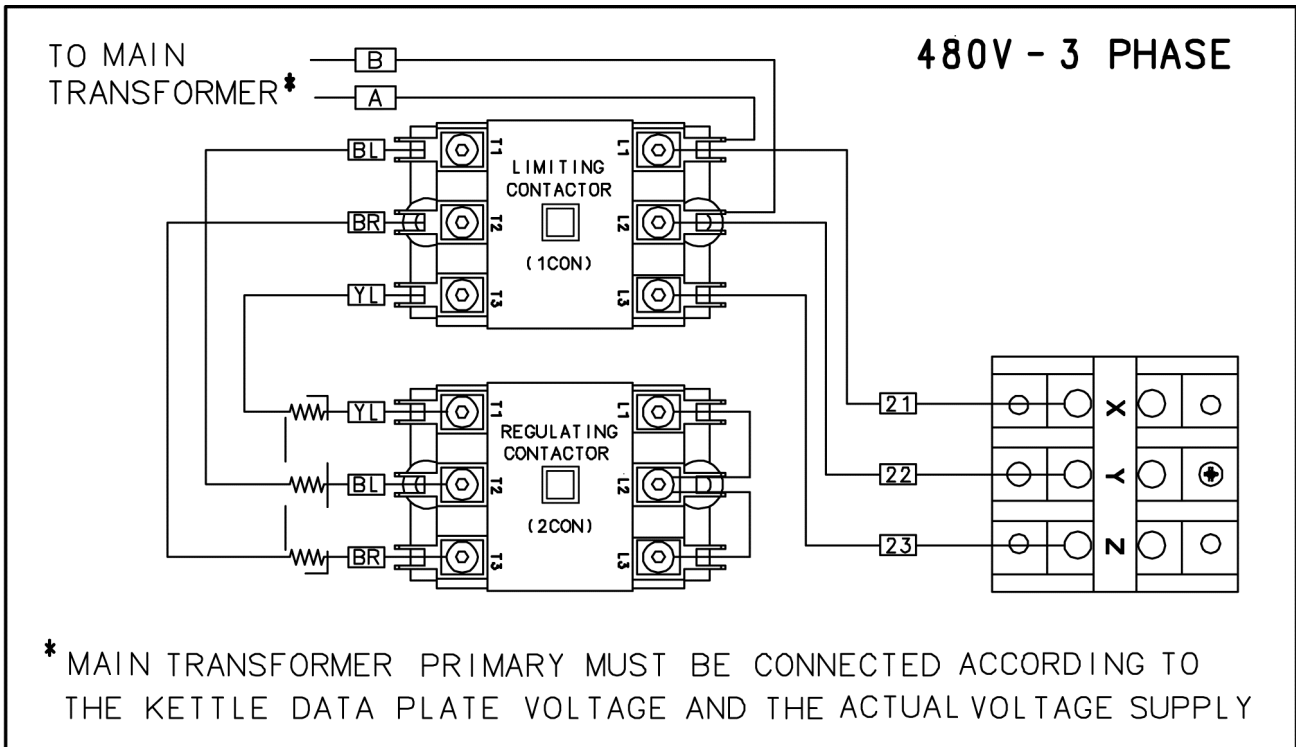 TO MAIN
TRANSFORMER*
B
A
480V - 3 PHASE
BL
T1
LIMITING
CONTACTOR
L1
BR
T2
L2
(1CON)
YL
T3
L3
YL
T1
REGULATING
CONTACTOR
L1
21
X
BL
T2
L2
22
Y
(2CON)
BR
T3
L3
23
Z
* MAIN TRANSFORMER PRIMARY MUST BE CONNECTED ACCORDING TO
THE KETTLE DATA PLATE VOLTAGE AND THE ACTUAL VOLTAGE SUPPLY